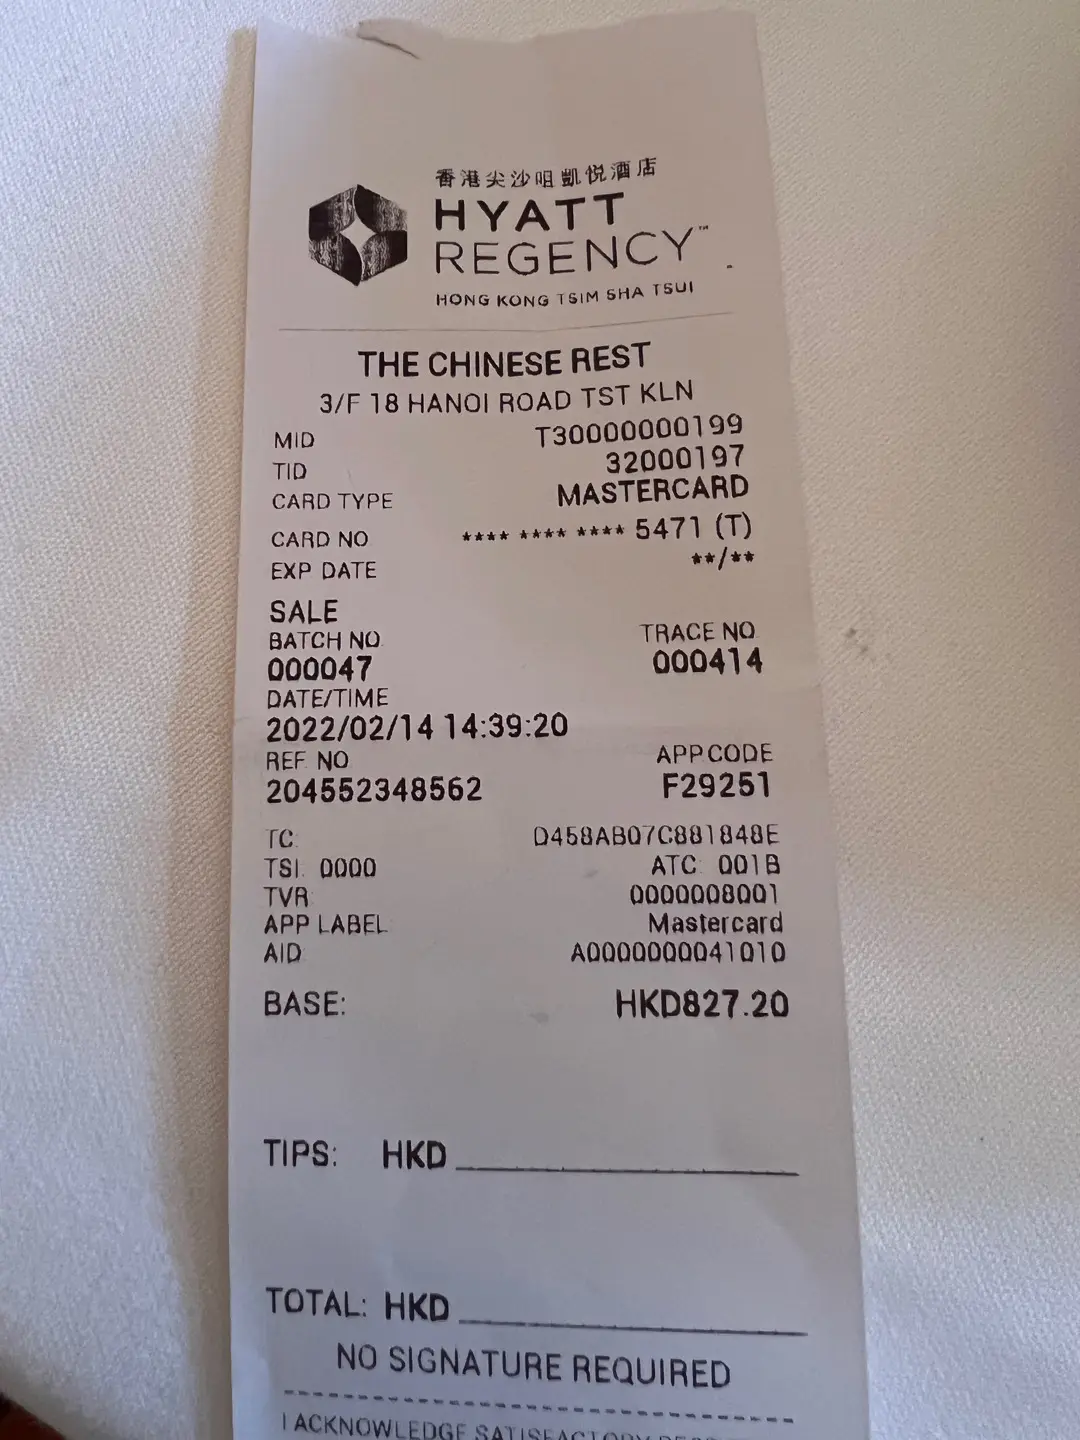 香港尖沙咀凱悅酒店
HYATT
REGENCY™
HONG KONG TSIM SHA TSUI
THE CHINESE REST
3/F 18 HANOI ROAD TST KLN
MID T30000000199
TID 32000197
CARD TYPE MASTERCARD
CARD NO **** **** **** 5471 (T)
EXP DATE **/**
SALE
BATCH NO TRACE NO
000047 000414
DATE/TIME
2022/02/14 14:39:20
REF NO APP CODE
204552348562 F29251
TC: D458AB07C881848E
TSI: 0000 ATC: 001B
TVR: 0000008001
APP LABEL Mastercard
AID: A0000000041010
BASE: HKD827.20
TIPS: HKD
TOTAL: HKD
NO SIGNATURE REQUIRED
I ACKNOWLEDGE SATISFACTORY